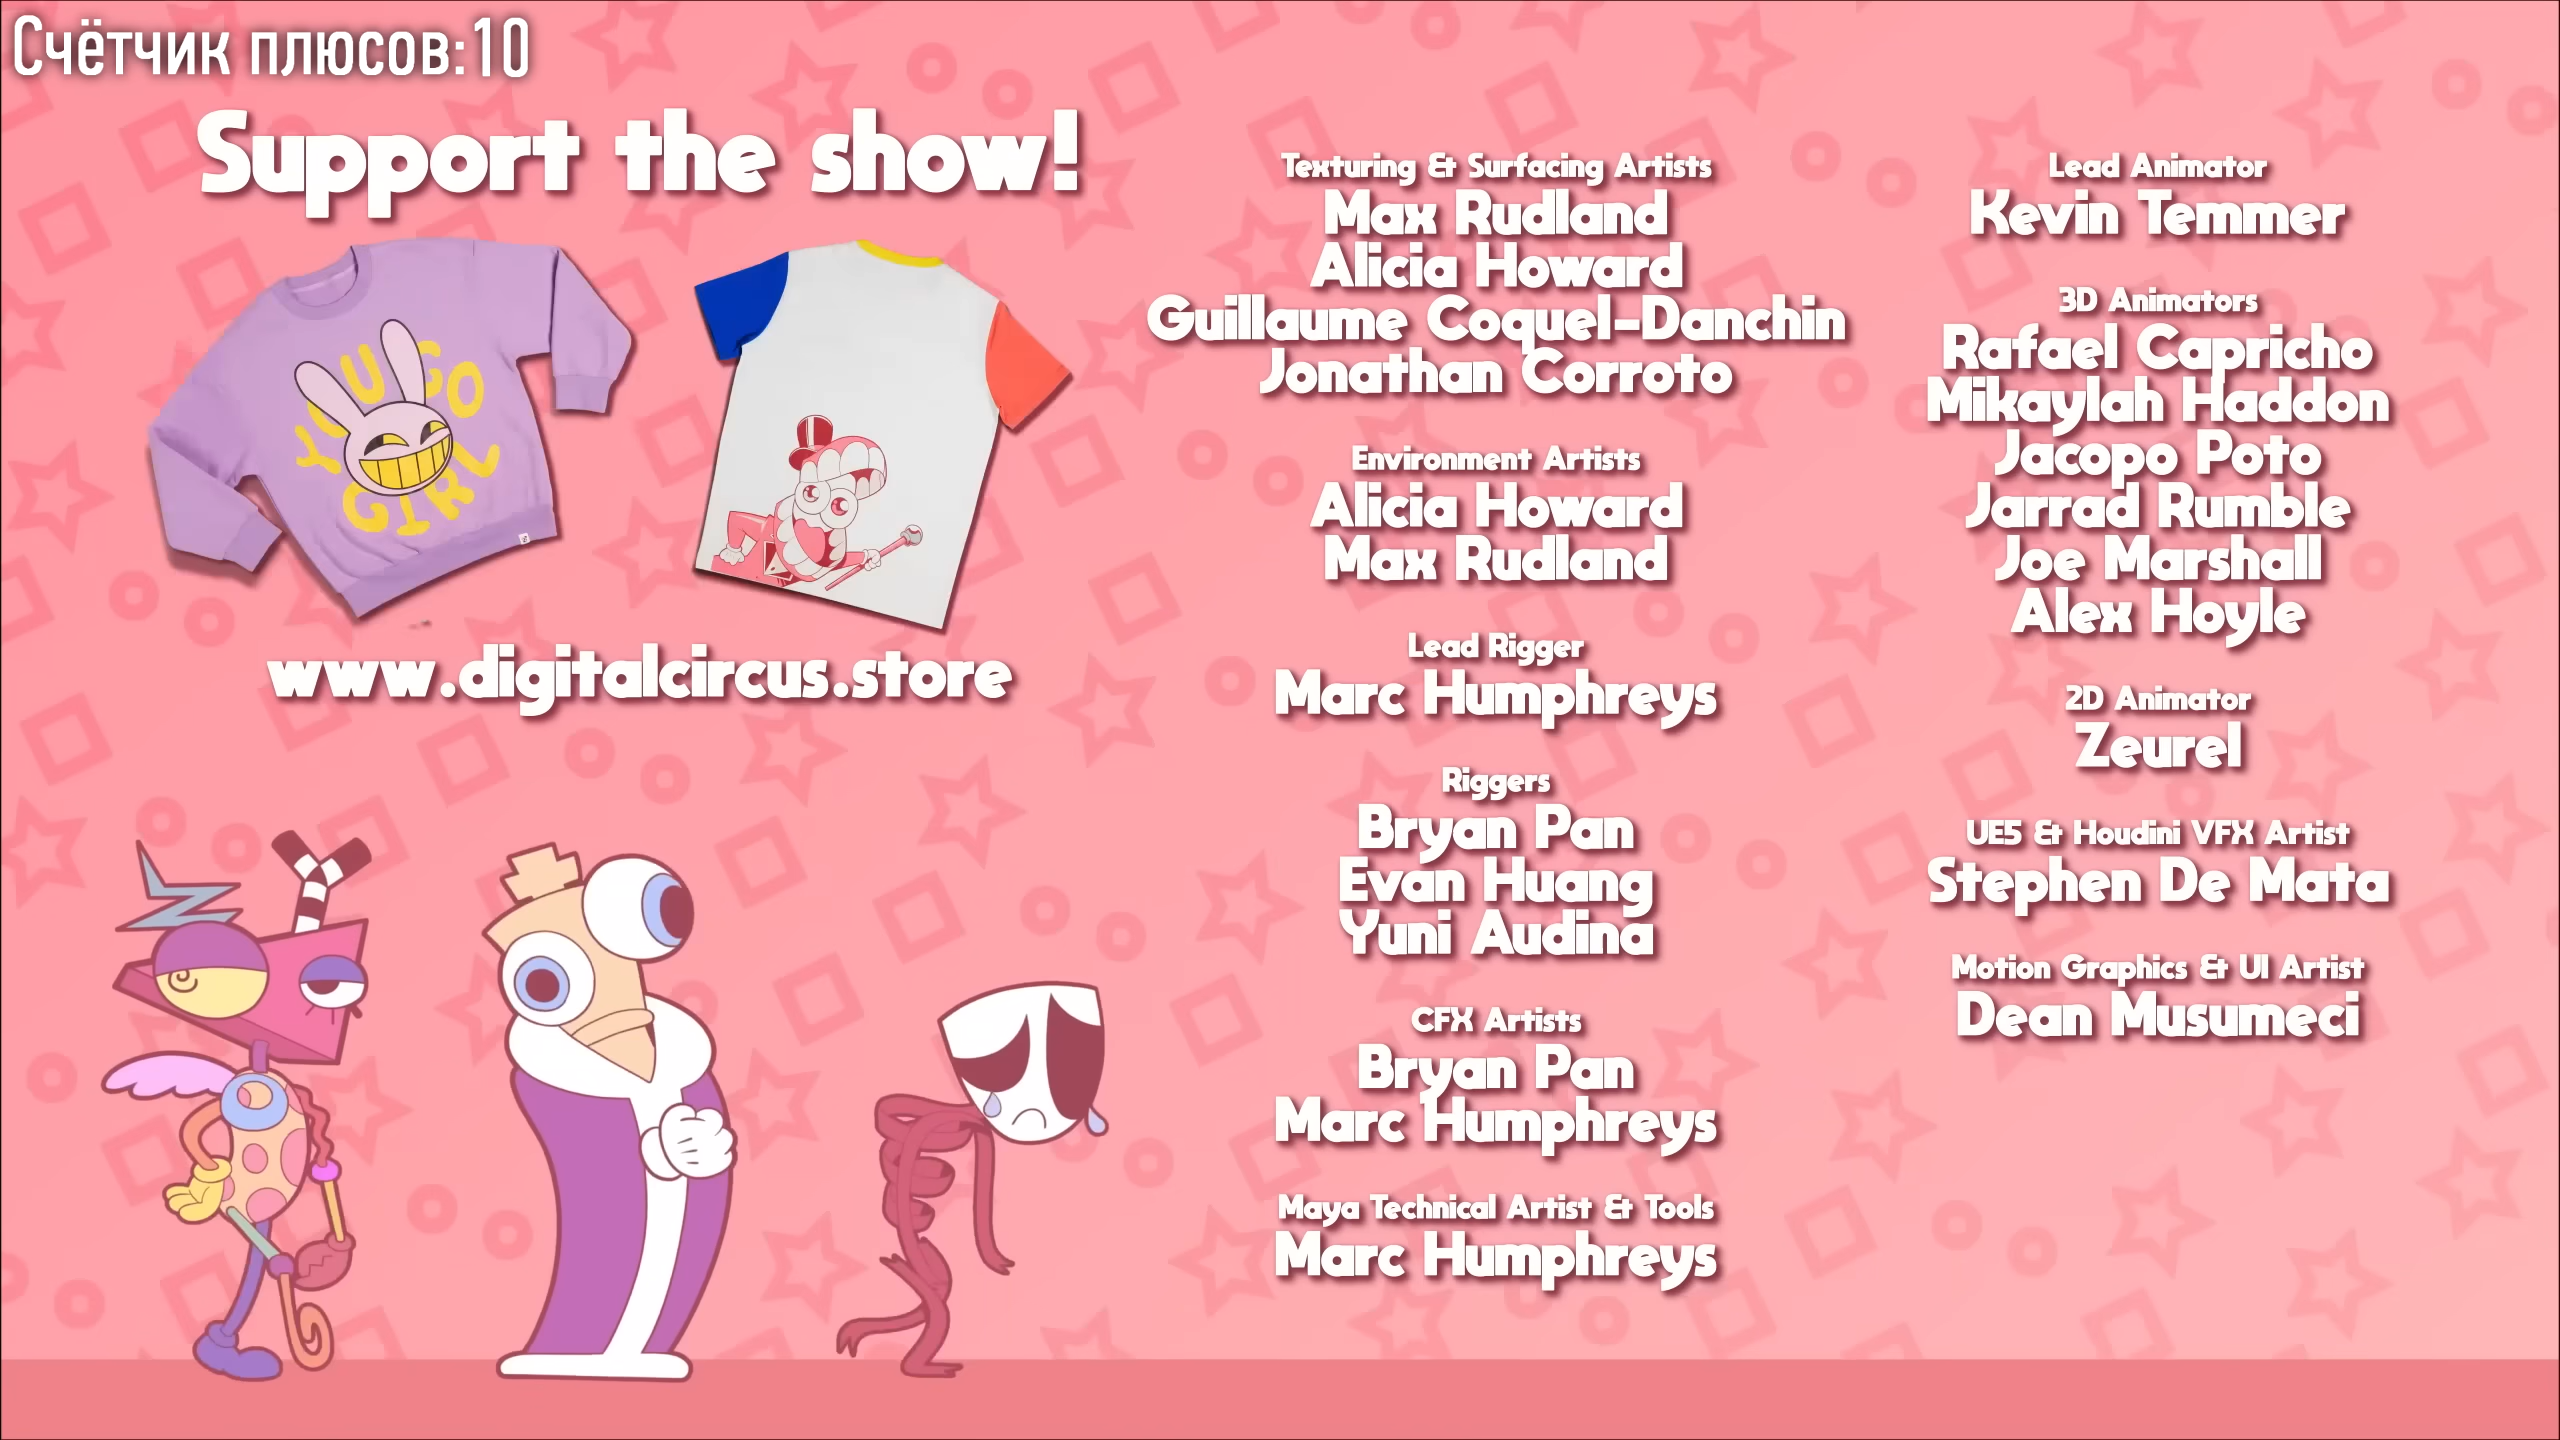 Счётчик плюсов:10
Support the show!
YOU GO
GIRL
www.digitalcircus.store
Texturing & Surfacing Artists
Max Rudland
Alicia Howard
Guillaume Coquel-Danchin
Jonathan Corroto
Environment Artists
Alicia Howard
Max Rudland
Lead Rigger
Marc Humphreys
Riggers
Bryan Pan
Evan Huang
Yuni Audina
CFX Artists
Bryan Pan
Marc Humphreys
Maya Technical Artist & Tools
Marc Humphreys
Lead Animator
Kevin Temmer
3D Animators
Rafael Capricho
Mikaylah Haddon
Jacopo Poto
Jarrad Rumble
Joe Marshall
Alex Hoyle
2D Animator
Zeurel
UE5 & Houdini VFX Artist
Stephen De Mata
Motion Graphics & UI Artist
Dean Musumeci